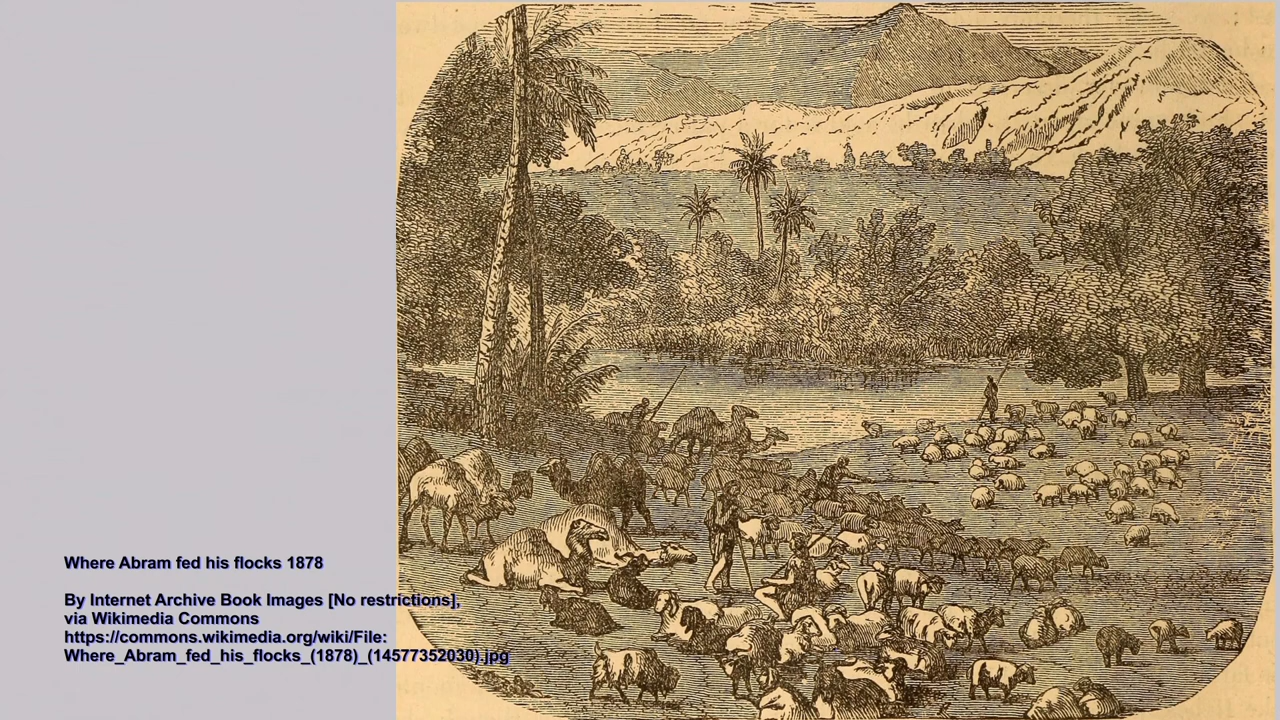 Where Abram fed his flocks 1878
By Internet Archive Book Images [No restrictions],
via Wikimedia Commons
https://commons.wikimedia.org/wiki/File:
Where_Abram_fed_his_flocks_(1878)_(14577352030).jpg